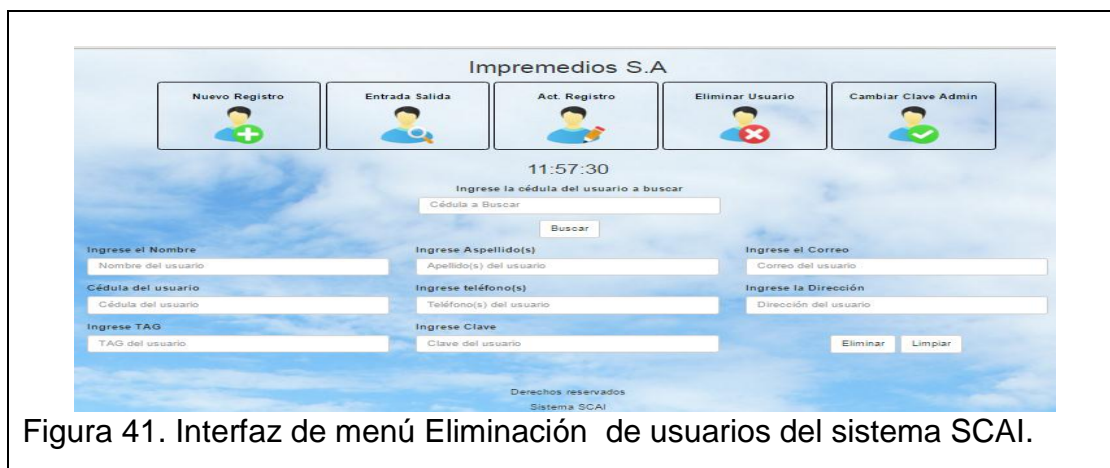 Impremedios S.A
Nuevo Registro
Entrada Salida
Act. Registro
Eliminar Usuario
Cambiar Clave Admin
11:57:30
Ingrese la cédula del usuario a buscar
Cédula a Buscar
Buscar
Ingrese el Nombre
Ingrese Aspellido(s)
Ingrese el Correo
Nombre del usuario
Apellido(s) del usuario
Correo del usuario
Cédula del usuario
Ingrese teléfono(s)
Ingrese la Dirección
Cédula del usuario
Teléfono(s) del usuario
Dirección del usuario
Ingrese TAG
Ingrese Clave
TAG del usuario
Clave del usuario
Eliminar
Limpiar
Derechos reservados
Sistema SCAI
Figura 41. Interfaz de menú Eliminación de usuarios del sistema SCAI.